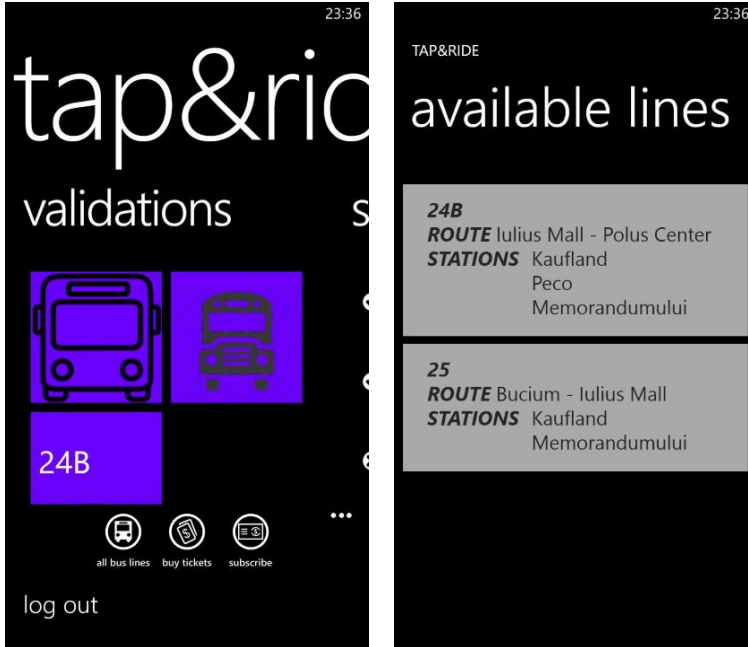 23:36
tap&ric
validations s
24B
...
all bus lines buy tickets subscribe
log out
23:36
TAP&RIDE
available lines
24B
ROUTE Iulius Mall - Polus Center
STATIONS Kaufland
Peco
Memorandumului
25
ROUTE Bucium - Iulius Mall
STATIONS Kaufland
Memorandumului